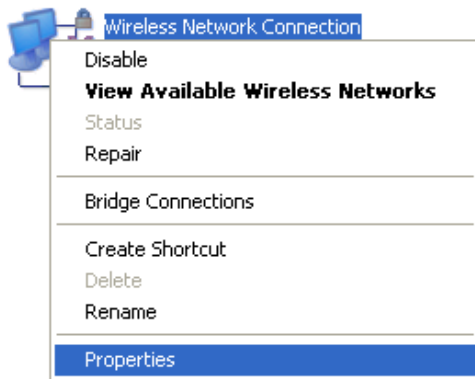 Wireless Network Connection
Disable
View Available Wireless Networks
Status
Repair
Bridge Connections
Create Shortcut
Delete
Rename
Properties